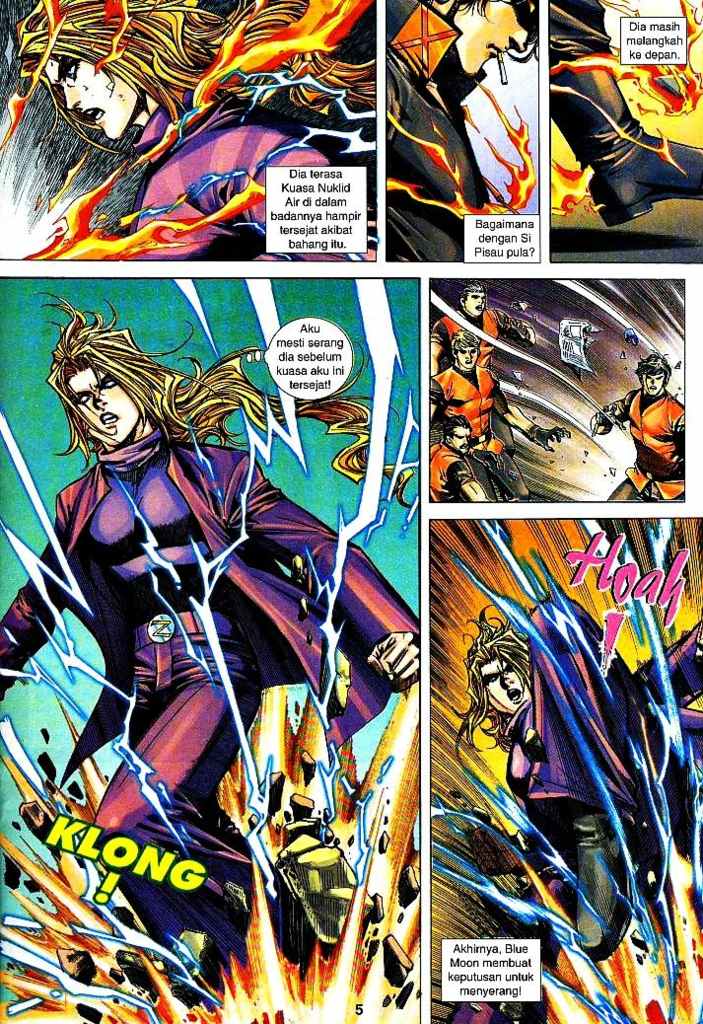 Dia terasa
Kuasa Nuklid
Air di dalam
badannya hampir
tersejat akibat
bahang itu.
Bagaimana
dengan Si
Pisau pula?
Dia masih
melangkah
ke depan.
Aku
mesti serang
dia sebelum
kuasa aku ini
tersejat!
Z
KLONG
!
Hoah
!
Akhirnya, Blue
Moon membuat
keputusan untuk
menyerang!
5